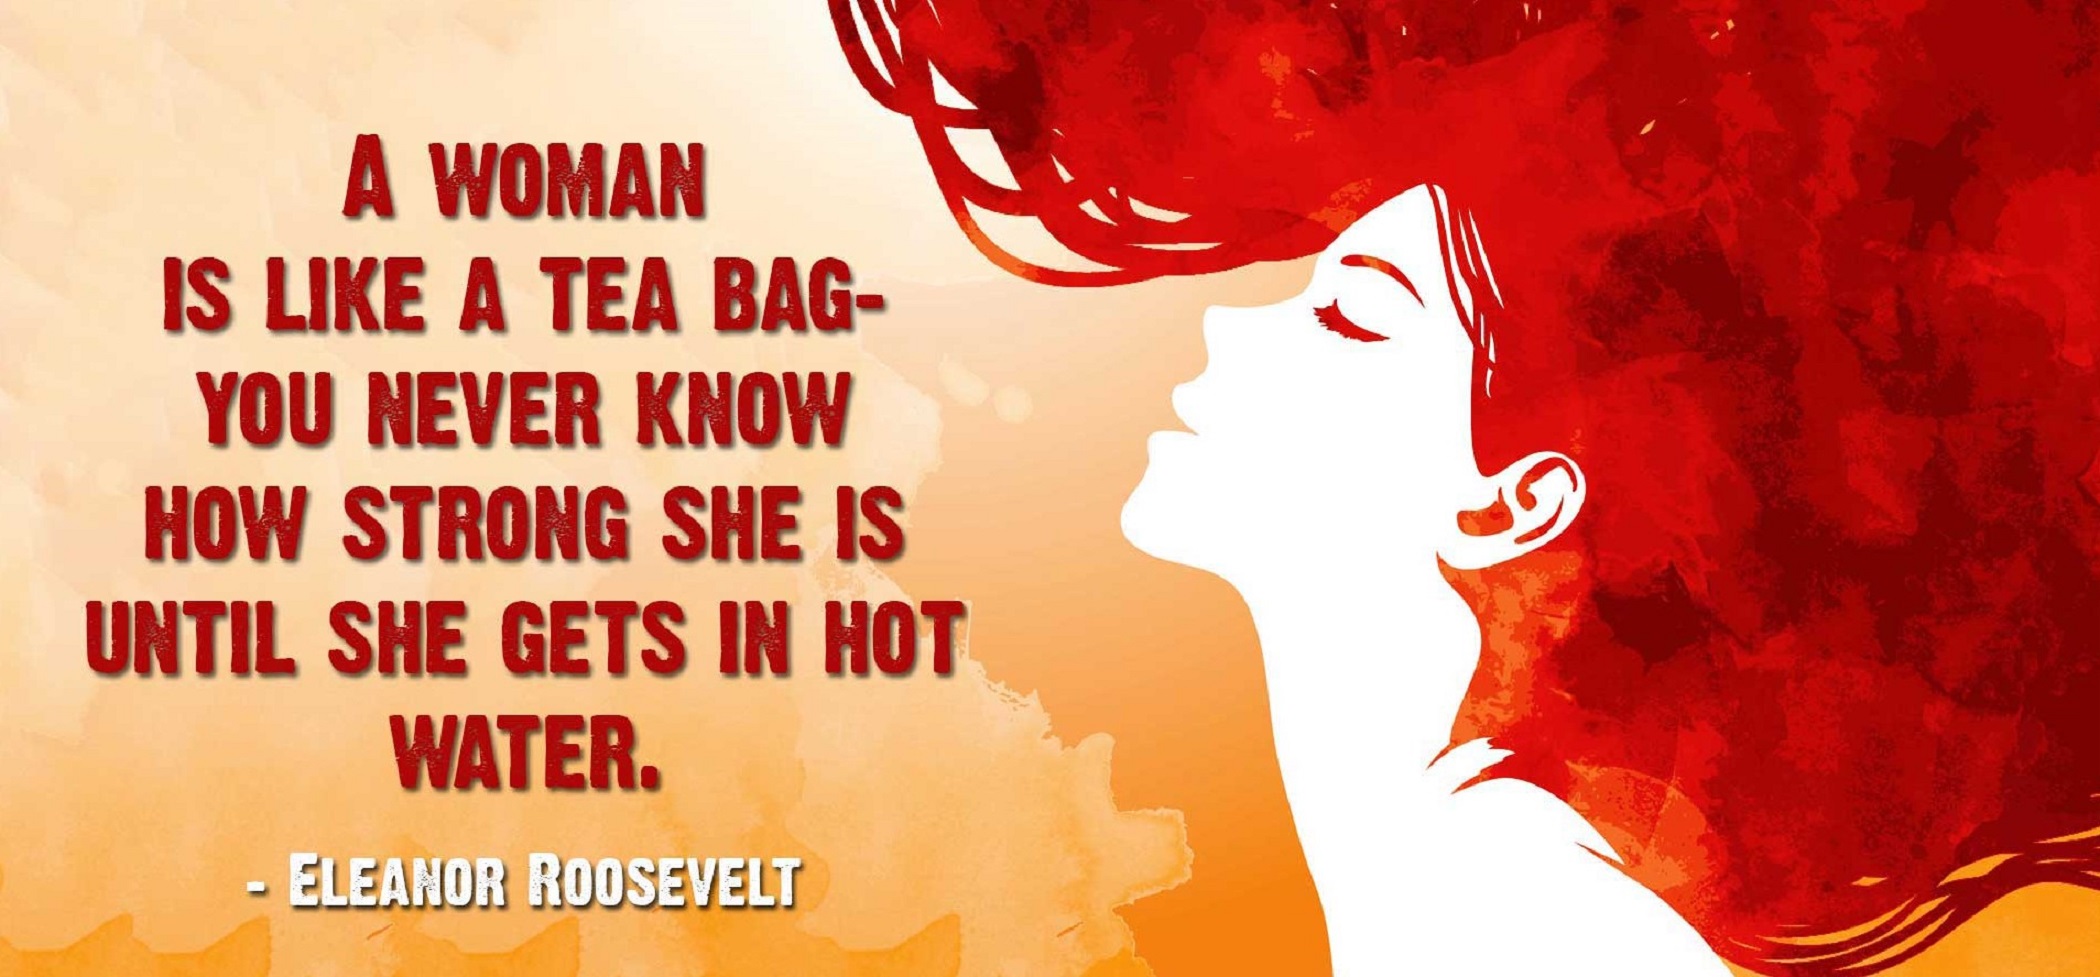 A WOMAN
IS LIKE A TEA BAG-
YOU NEVER KNOW
HOW STRONG SHE IS
UNTIL SHE GETS IN HOT
WATER.
- ELEANOR ROOSEVELT